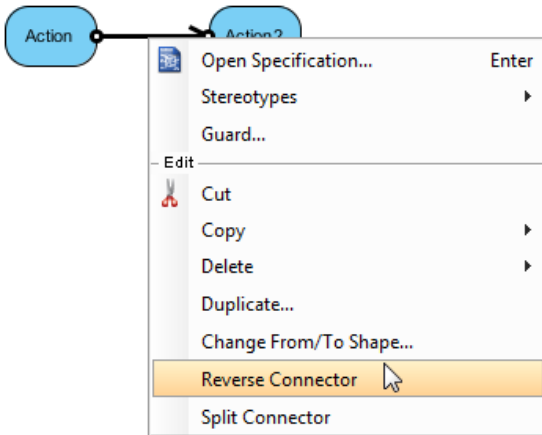 Action
Action2
Open Specification... Enter
Stereotypes
Guard...
Edit
Cut
Copy
Delete
Duplicate...
Change From/To Shape...
Reverse Connector
Split Connector